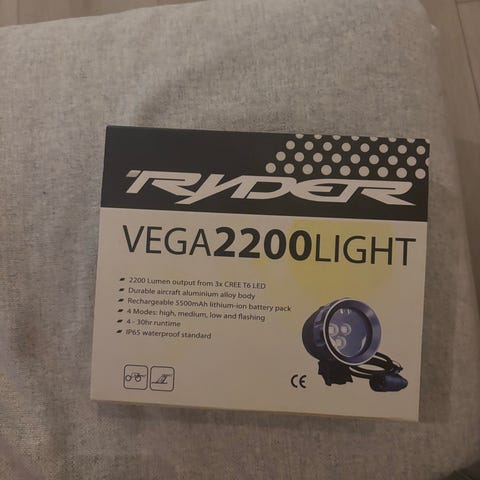 RYDER
VEGA2200LIGHT
2200 Lumen output from 3x CREE T6 LED
Durable aircraft aluminium alloy body
Rechargeable 5500mAh lithium-ion battery pack
4 Modes: high, medium, low and flashing
4 - 30hr runtime
IP65 waterproof standard
CE